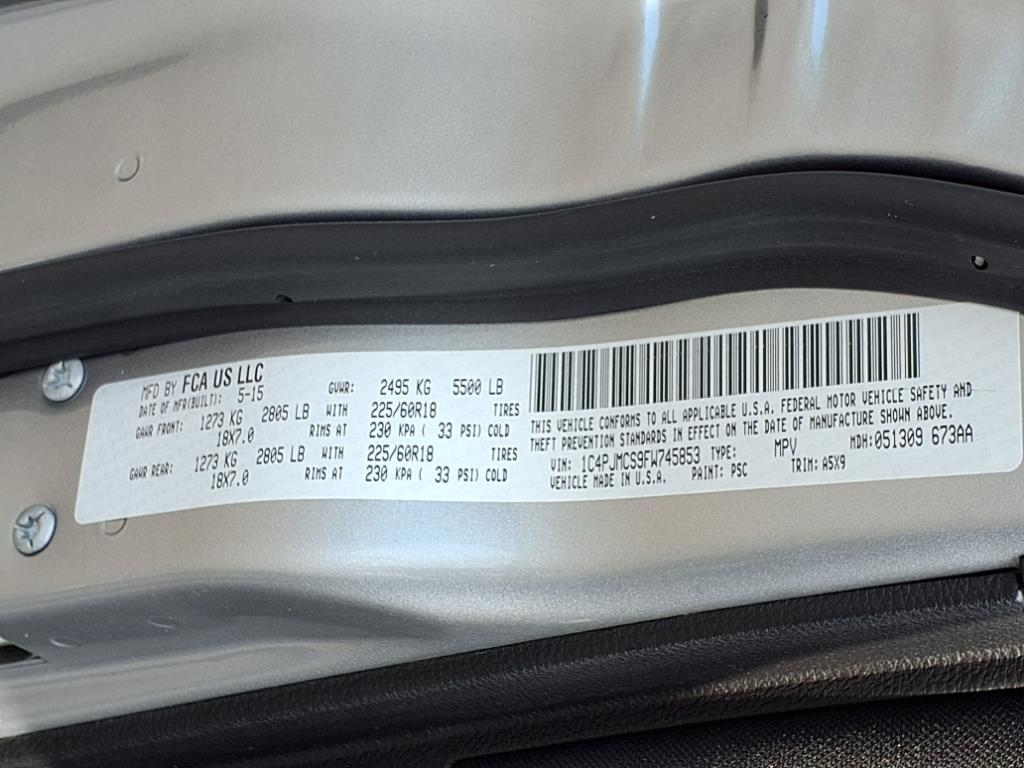 MFD BY FCA US LLC
DATE OF MFR(BUILT): 5-15 GVWR: 2495 KG 5500 LB
GAWR FRONT: 1273 KG 2805 LB WITH 225/60R18 TIRES
18X7.0 RIMS AT 230 KPA ( 33 PSI) COLD
GAWR REAR: 1273 KG 2805 LB WITH 225/60R18 TIRES
18X7.0 RIMS AT 230 KPA ( 33 PSI) COLD
THIS VEHICLE CONFORMS TO ALL APPLICABLE U.S.A. FEDERAL MOTOR VEHICLE SAFETY AND
THEFT PREVENTION STANDARDS IN EFFECT ON THE DATE OF MANUFACTURE SHOWN ABOVE.
VIN: 1C4PJMCS9FW745853 TYPE: MPV MDH:051309 673AA
VEHICLE MADE IN U.S.A. PAINT: PSC TRIM: A5X9